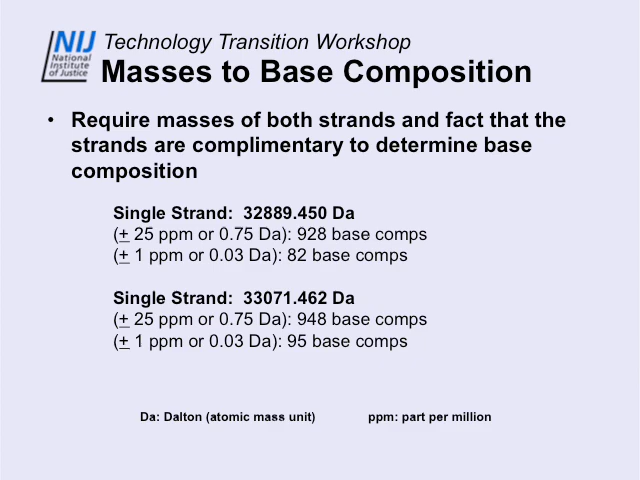 NIJ
National
Institute
of Justice
Technology Transition Workshop
Masses to Base Composition
• Require masses of both strands and fact that the
strands are complimentary to determine base
composition
Single Strand:  32889.450 Da
(+ 25 ppm or 0.75 Da): 928 base comps
(+ 1 ppm or 0.03 Da): 82 base comps
Single Strand:  33071.462 Da
(+ 25 ppm or 0.75 Da): 948 base comps
(+ 1 ppm or 0.03 Da): 95 base comps
Da: Dalton (atomic mass unit)
ppm: part per million